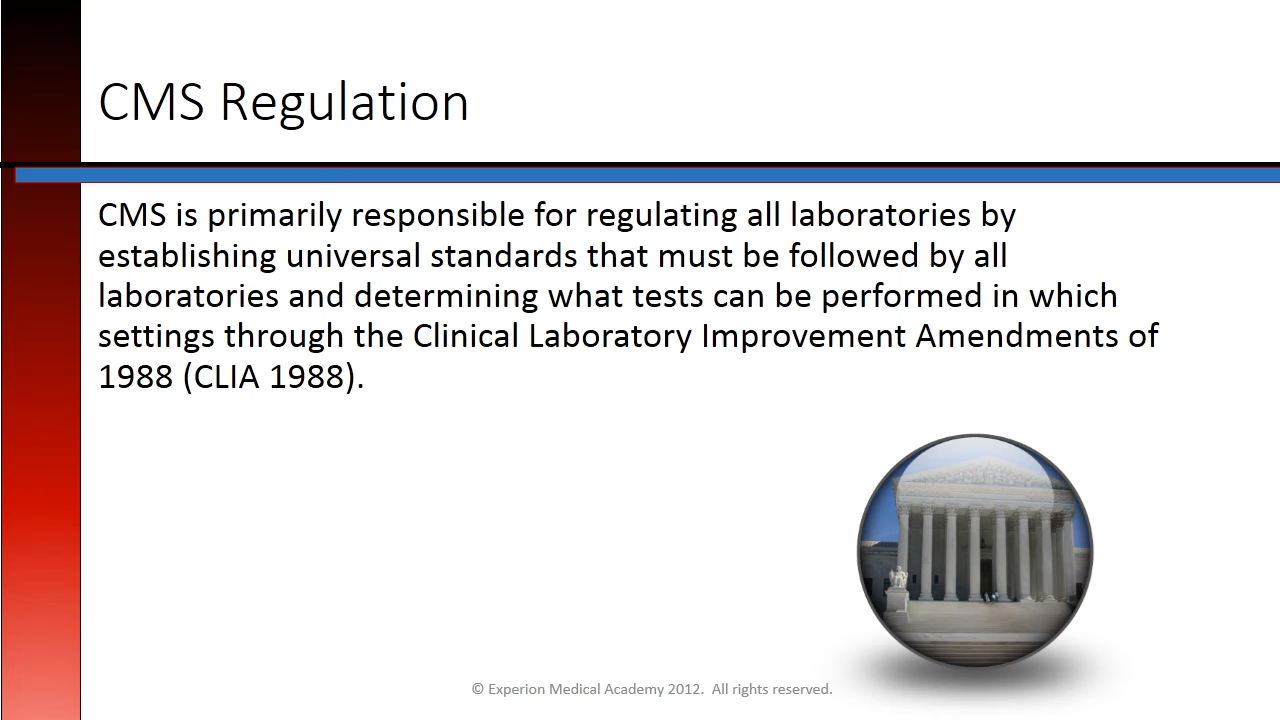 CMS Regulation
CMS is primarily responsible for regulating all laboratories by
establishing universal standards that must be followed by all
laboratories and determining what tests can be performed in which
settings through the Clinical Laboratory Improvement Amendments of
1988 (CLIA 1988).
© Experion Medical Academy 2012.  All rights reserved.